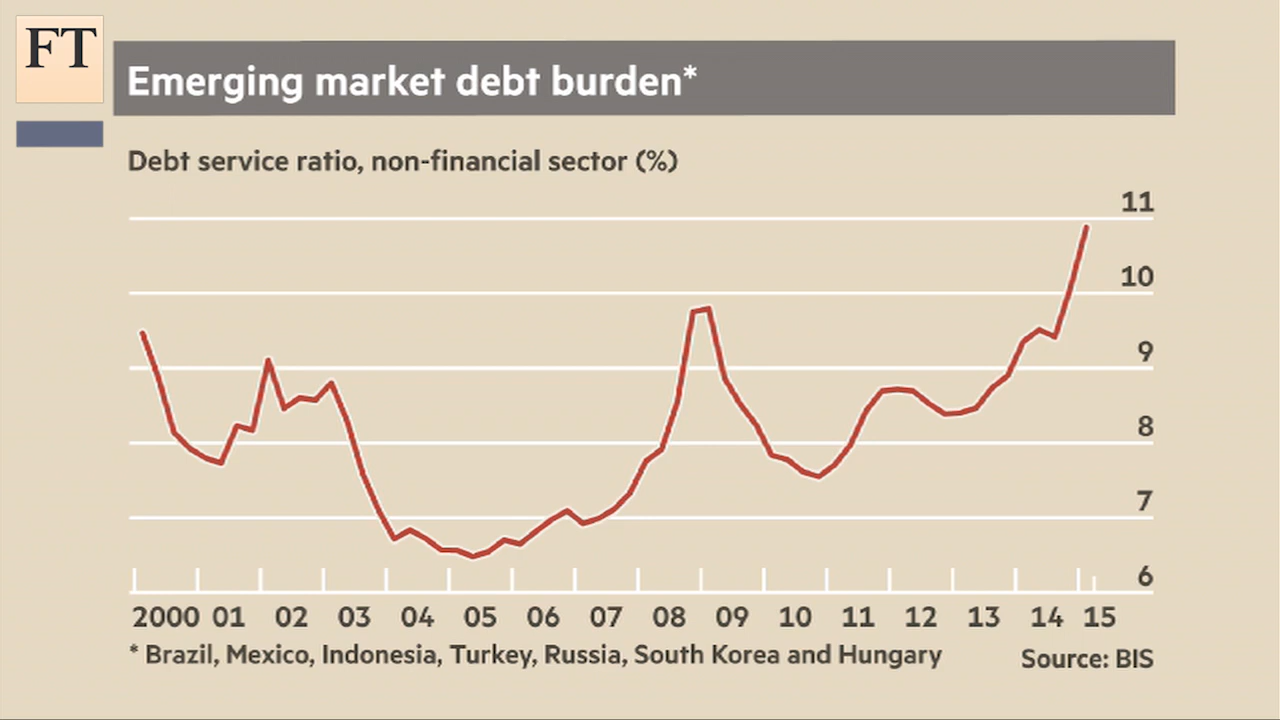 FT
Emerging market debt burden*
Debt service ratio, non-financial sector (%)
11
10
9
8
7
6
2000 01 02 03 04 05 06 07 08 09 10 11 12 13 14 15
* Brazil, Mexico, Indonesia, Turkey, Russia, South Korea and Hungary
Source: BIS